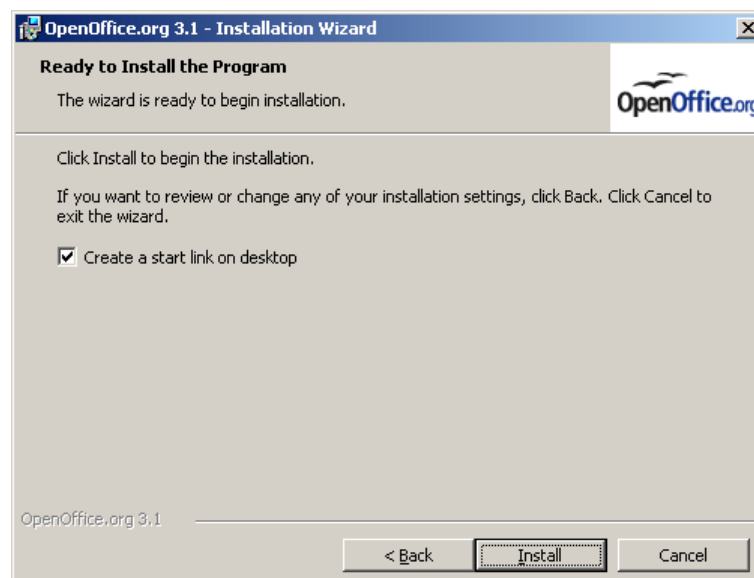 OpenOffice.org 3.1 - Installation Wizard
Ready to Install the Program
The wizard is ready to begin installation.
OpenOffice.org
Click Install to begin the installation.
If you want to review or change any of your installation settings, click Back. Click Cancel to
exit the wizard.
Create a start link on desktop
OpenOffice.org 3.1
< Back
Install
Cancel